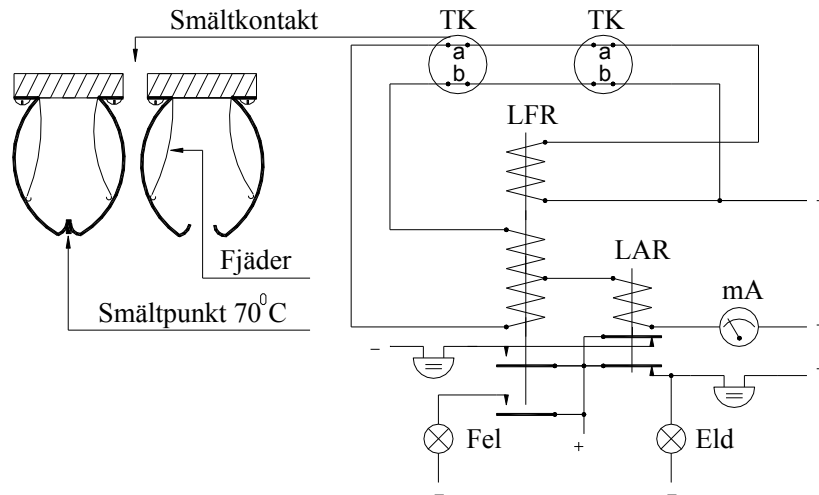 Smältkontakt
TK
TK
a
b
a
b
LFR
Fjäder
LAR
mA
Smältpunkt 70⁰C
Fel
Eld
+